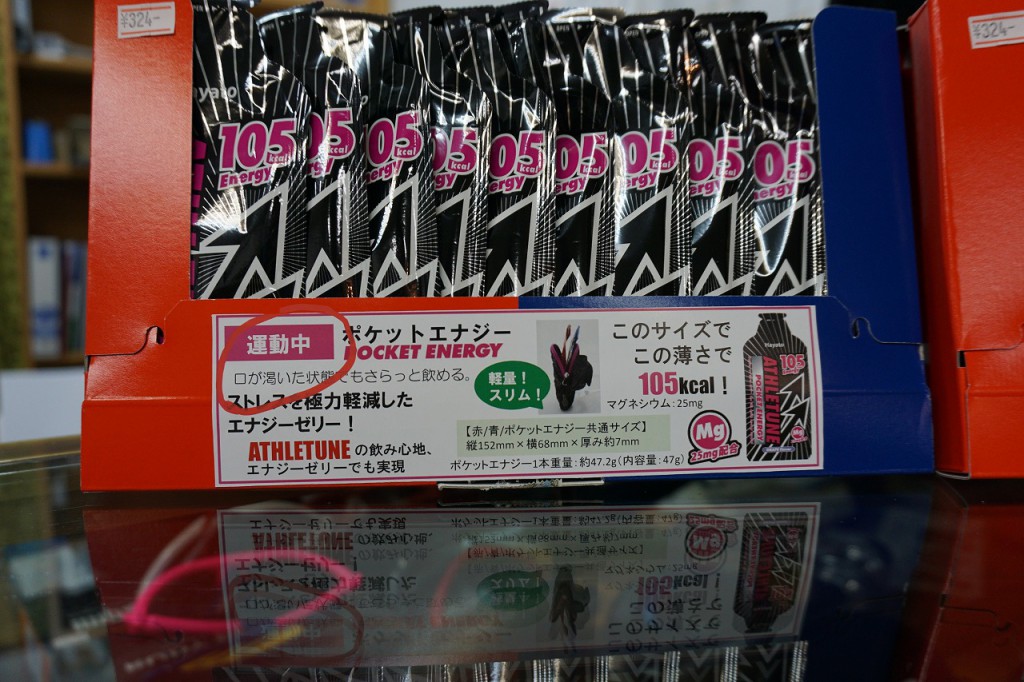 ¥324-
¥324-
105
kcal
Energy
運動中
ポケットエナジー
POCKET ENERGY
口が渇いた状態でもさらっと飲める。
ストレスを極力軽減した
エナジーゼリー!
ATHLETUNE の飲み心地、
エナジーゼリーでも実現
軽量!
スリム!
【赤/青/ポケットエナジー共通サイズ】
縦152mm×横68mm×厚み約7mm
ポケットエナジー1本重量:約47.2g(内容量:47g)
このサイズで
この薄さで
105kcal!
マグネシウム:25mg
Mg
25mg配合
Hayato
105
ATHLETUNE
POCKET ENERGY